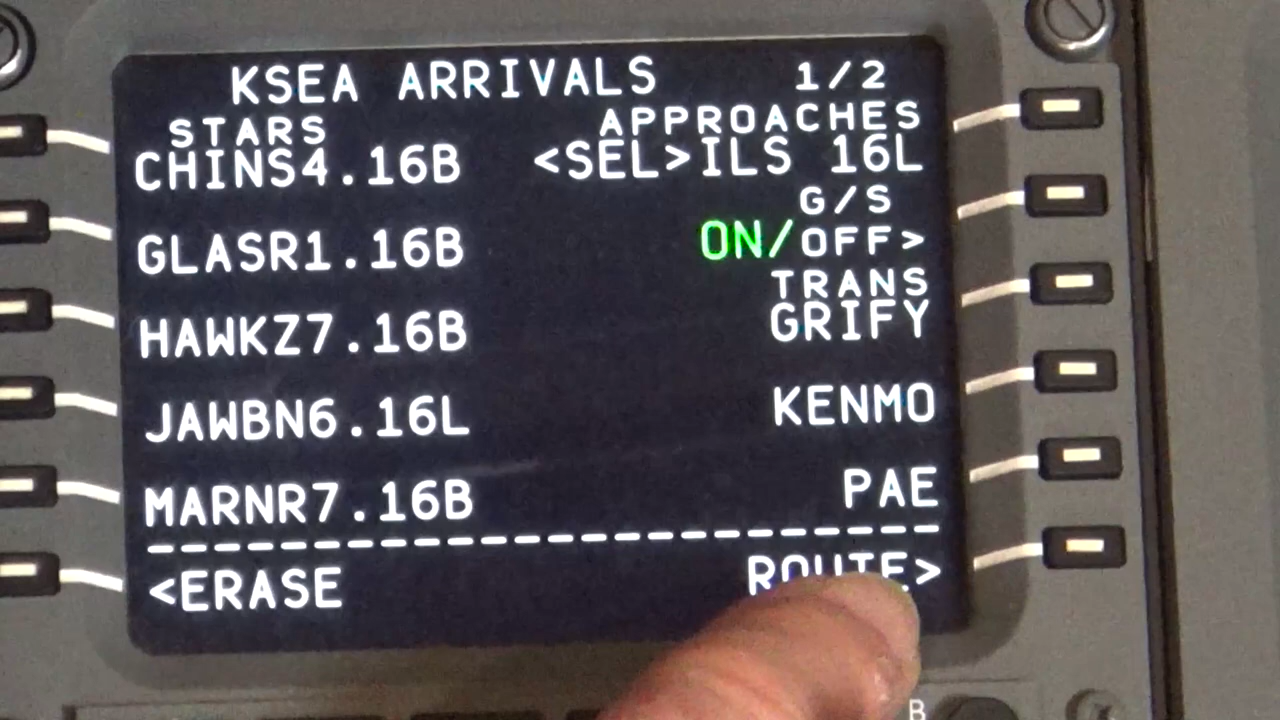 KSEA ARRIVALS 1/2
STARS APPROACHES
CHINS4.16B <SEL>ILS 16L
G/S
GLASR1.16B ON/OFF>
TRANS
HAWKZ7.16B GRIFY
JAWBN6.16L KENMO
MARNR7.16B PAE
--------------------
<ERASE ROUTE>
B